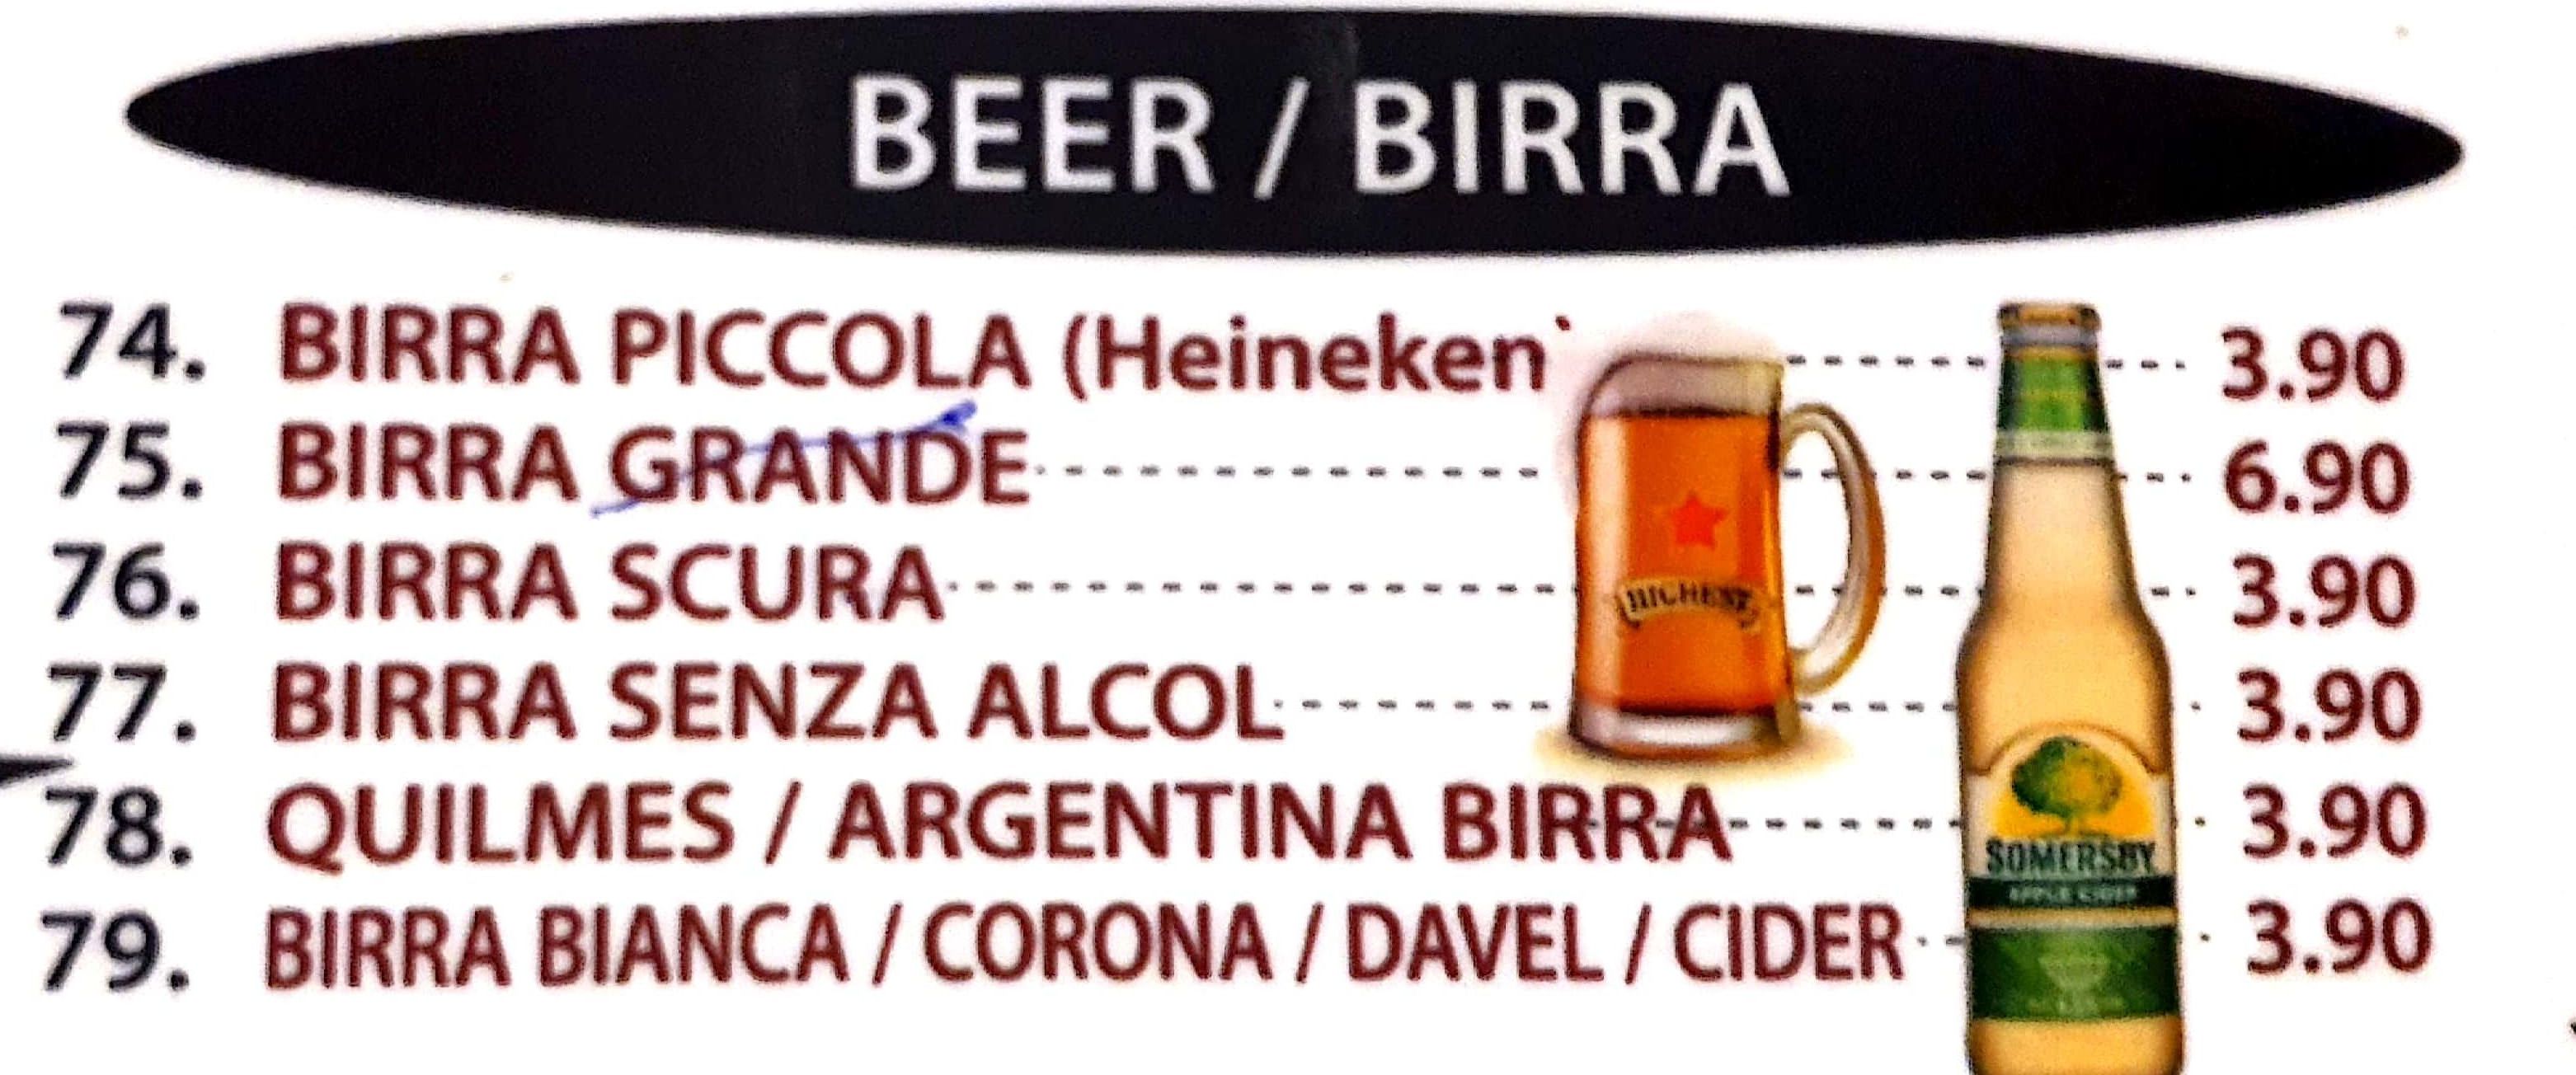 BEER / BIRRA
74. BIRRA PICCOLA (Heineken) 3.90
75. BIRRA GRANDE 6.90
76. BIRRA SCURA 3.90
77. BIRRA SENZA ALCOL 3.90
78. QUILMES / ARGENTINA BIRRA 3.90
79. BIRRA BIANCA / CORONA / DAVEL / CIDER 3.90
SOMERSBY
APPLE CIDER